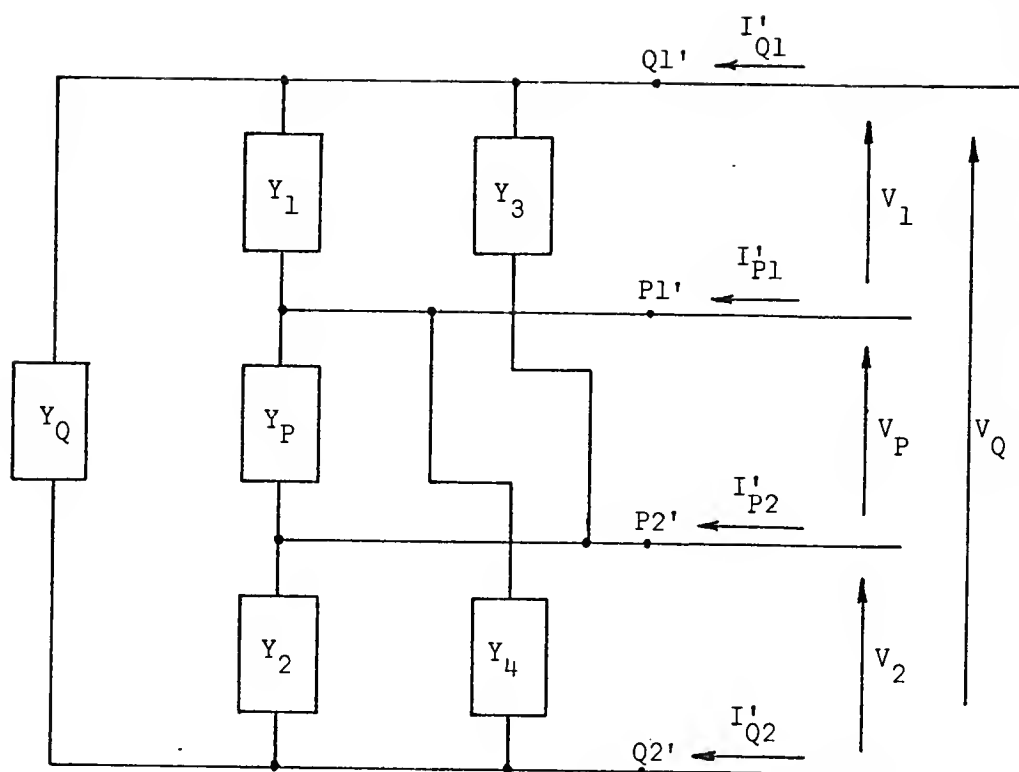 I'Q1
Q1'
Y1
Y3
V1
I'P1
P1'
YQ
YP
VP
VQ
I'P2
P2'
Y2
Y4
V2
I'Q2
Q2'